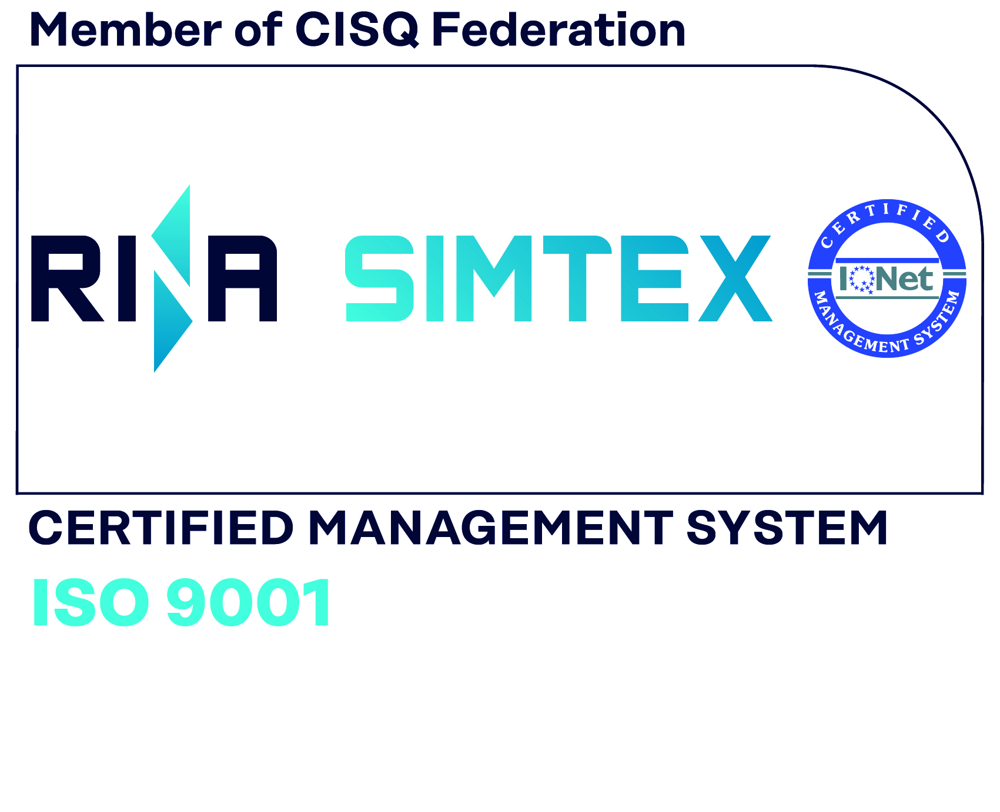 Member of CISQ Federation
RINA SIMTEX
CERTIFIED
IQNet
MANAGEMENT SYSTEM
CERTIFIED MANAGEMENT SYSTEM
ISO 9001